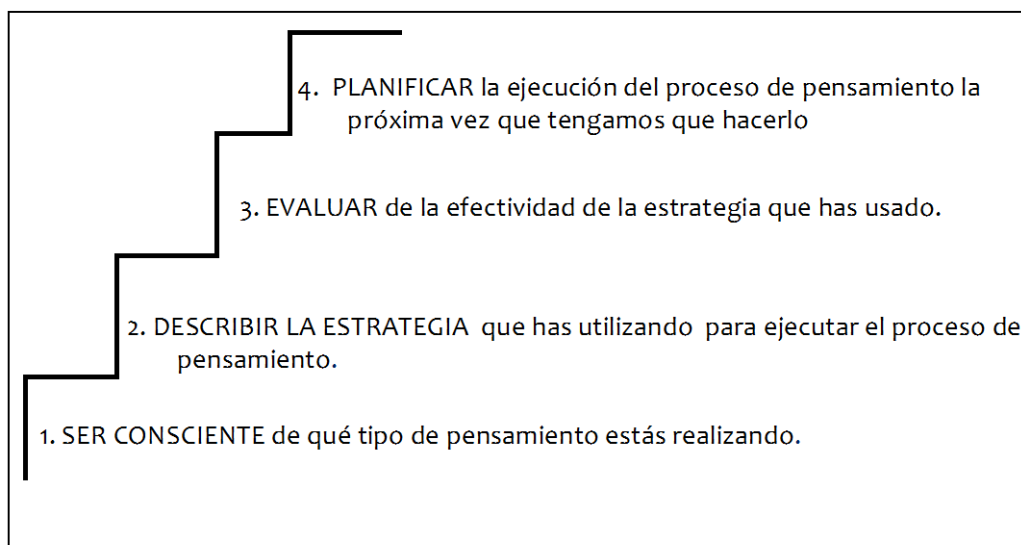 4. PLANIFICAR la ejecución del proceso de pensamiento la
próxima vez que tengamos que hacerlo
3. EVALUAR de la efectividad de la estrategia que has usado.
2. DESCRIBIR LA ESTRATEGIA que has utilizando para ejecutar el proceso de
pensamiento.
1. SER CONSCIENTE de qué tipo de pensamiento estás realizando.